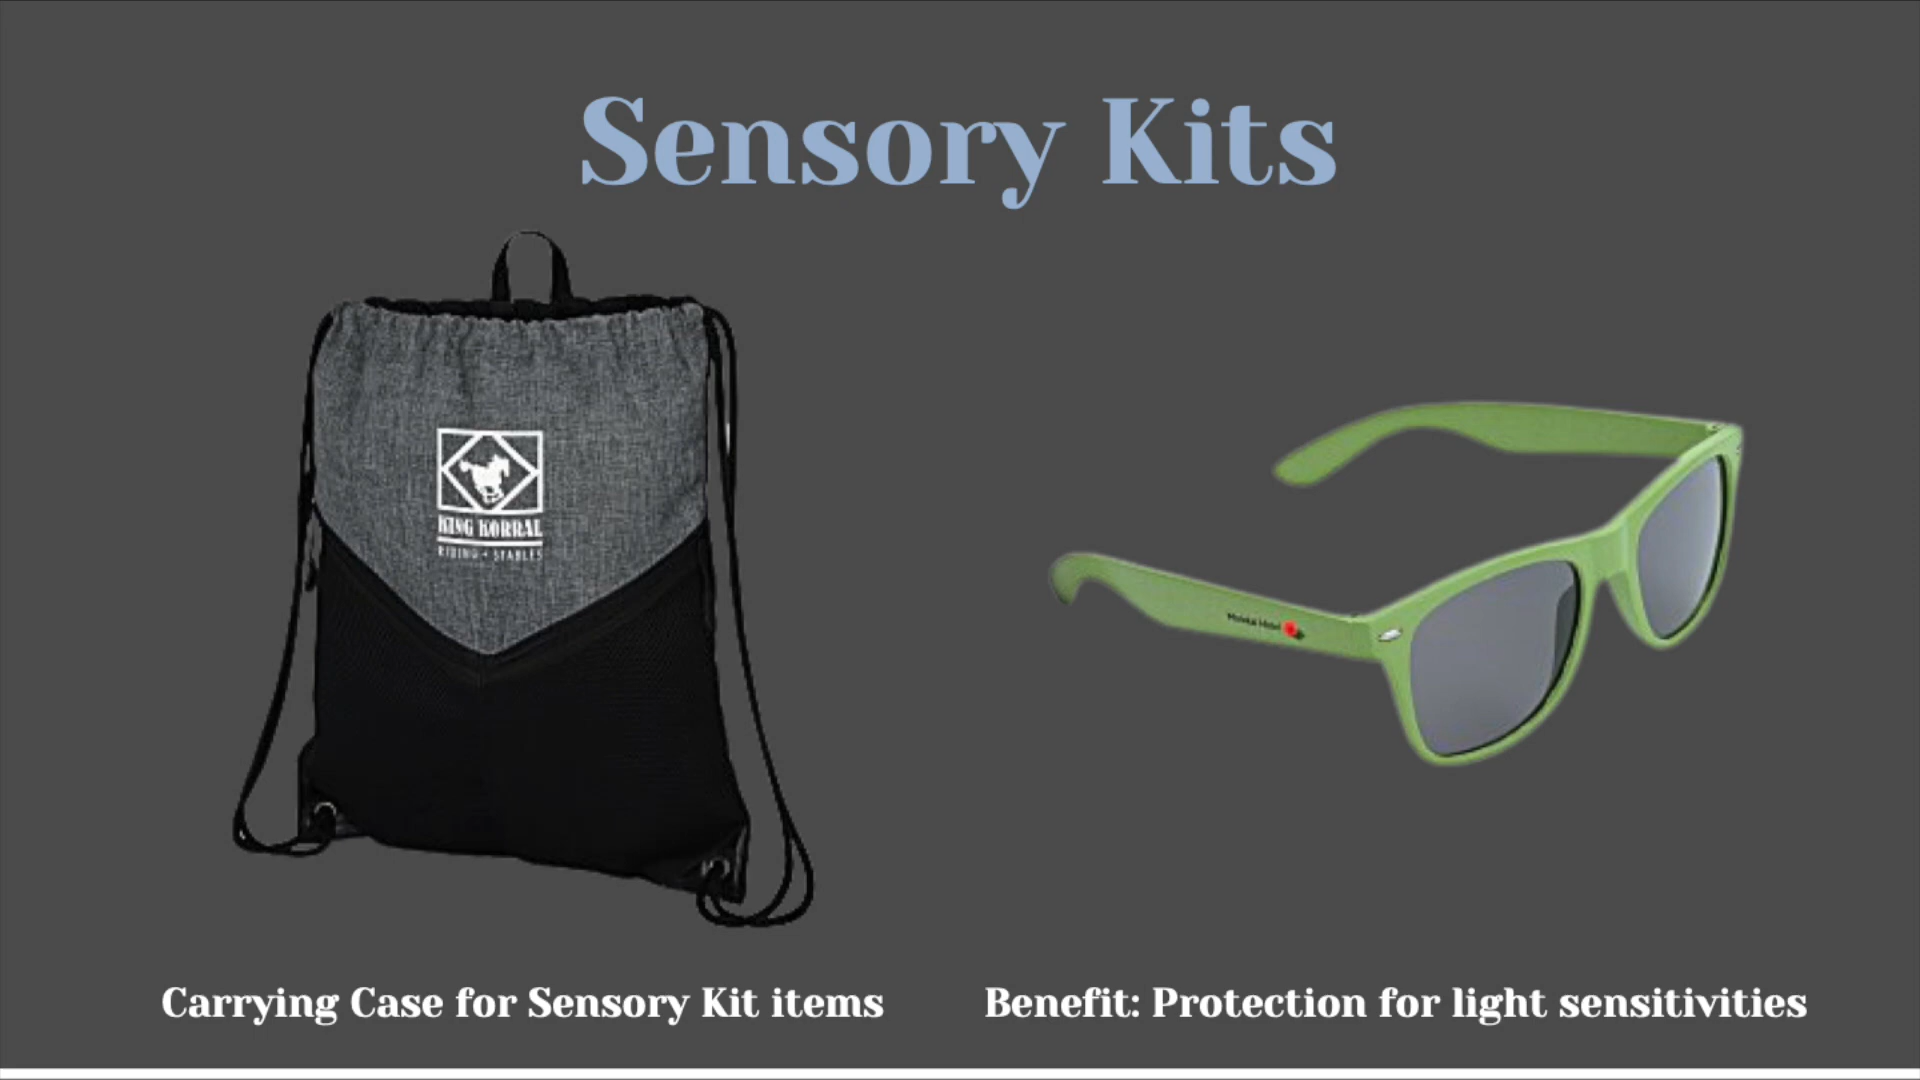 Sensory Kits
KING KORRAL
RIDING • STABLES
Carrying Case for Sensory Kit items
Benefit: Protection for light sensitivities